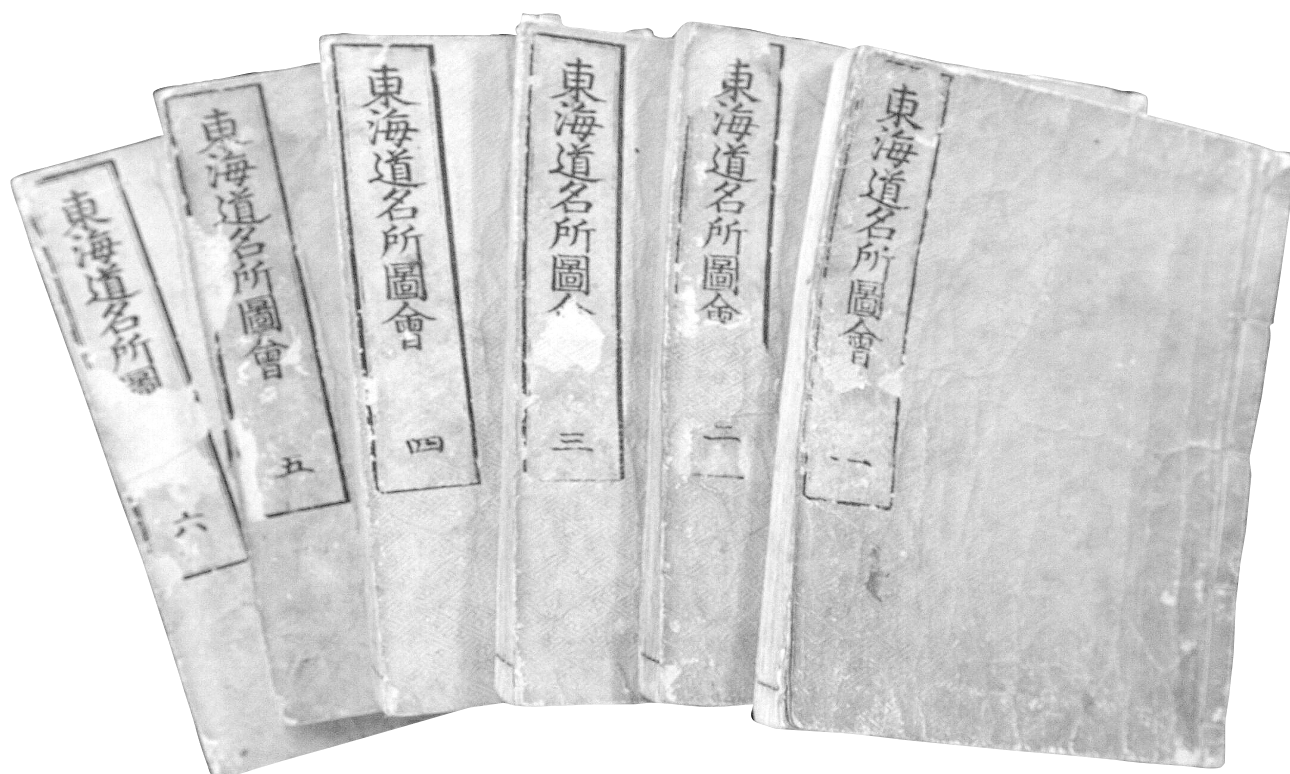 東海道名所圖會 一
東海道名所圖會 二
東海道名所圖 三
東海道名所圖會 四
東海道名所圖會 五
東海道名所圖 六